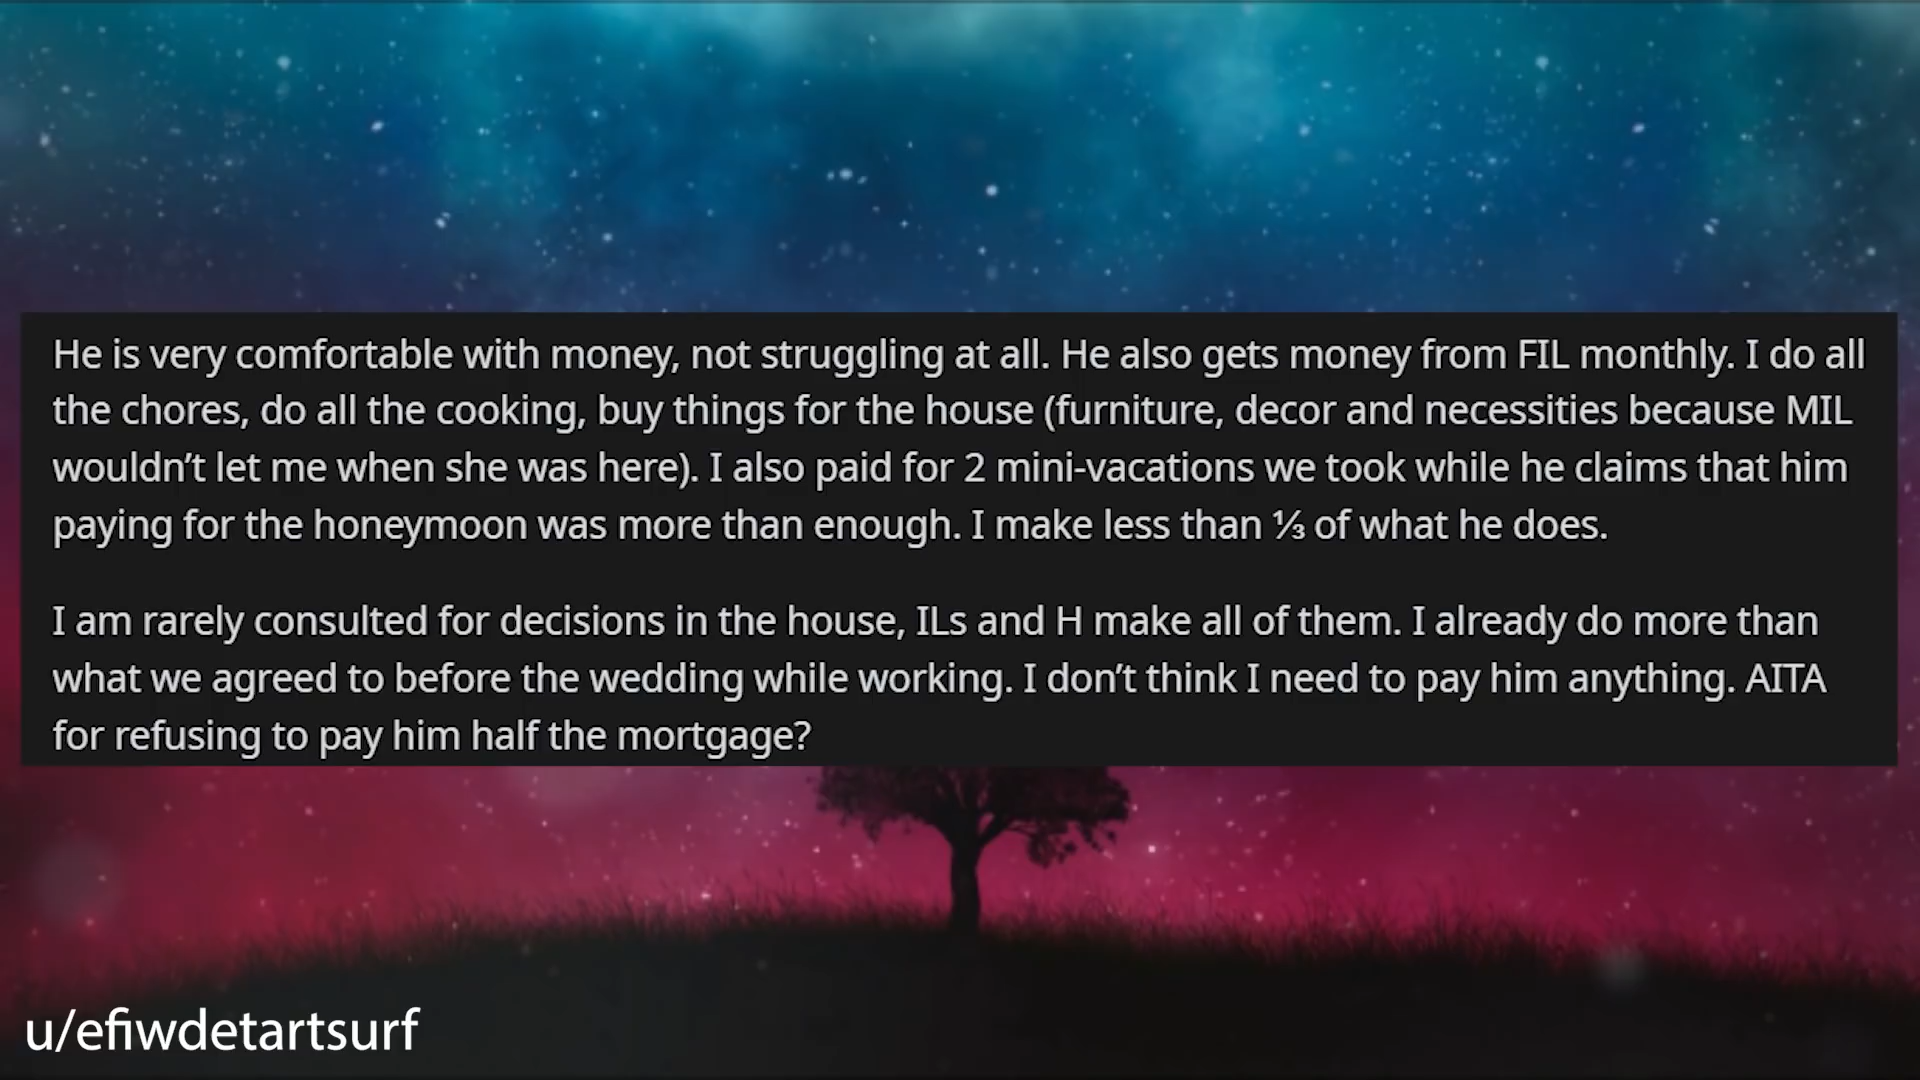 He is very comfortable with money, not struggling at all. He also gets money from FIL monthly. I do all
the chores, do all the cooking, buy things for the house (furniture, decor and necessities because MIL
wouldn’t let me when she was here). I also paid for 2 mini-vacations we took while he claims that him
paying for the honeymoon was more than enough. I make less than ⅓ of what he does.
I am rarely consulted for decisions in the house, ILs and H make all of them. I already do more than
what we agreed to before the wedding while working. I don’t think I need to pay him anything. AITA
for refusing to pay him half the mortgage?
u/efiwdetartsurf